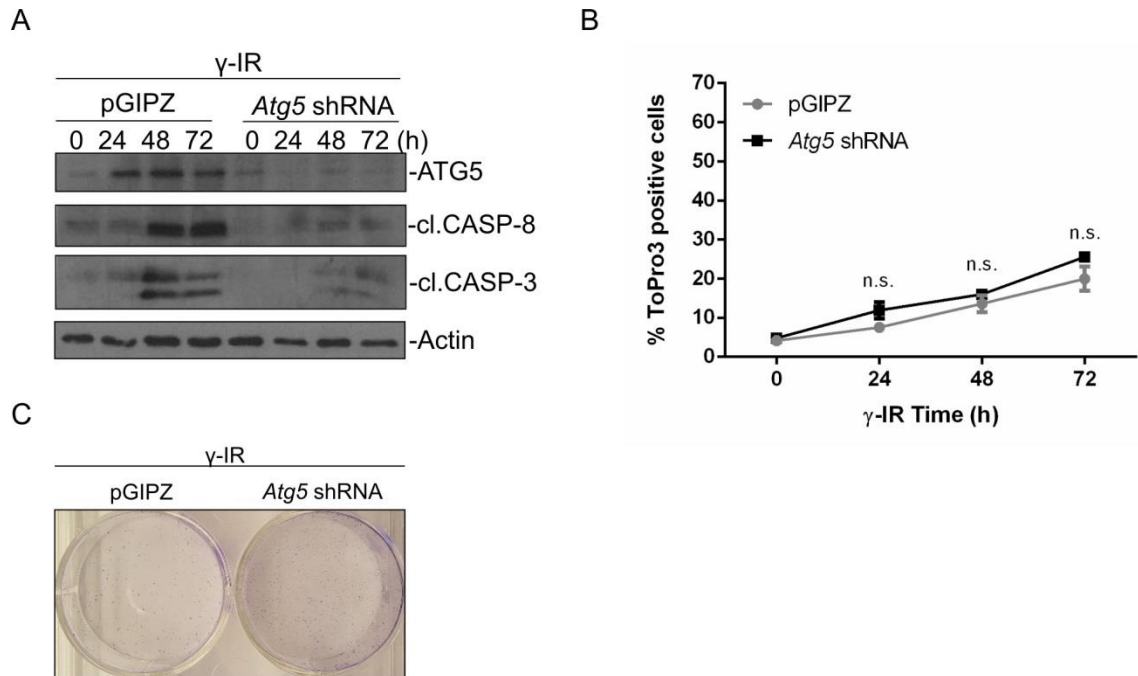 A
γ-IR
pGIPZ Atg5 shRNA
0 24 48 72 0 24 48 72 (h)
-ATG5
-cl.CASP-8
-cl.CASP-3
-Actin
B
70
60
50
40
30
20
10
0
% ToPro3 positive cells
pGIPZ
Atg5 shRNA
n.s.
n.s.
n.s.
0 24 48 72
γ-IR Time (h)
C
γ-IR
pGIPZ Atg5 shRNA